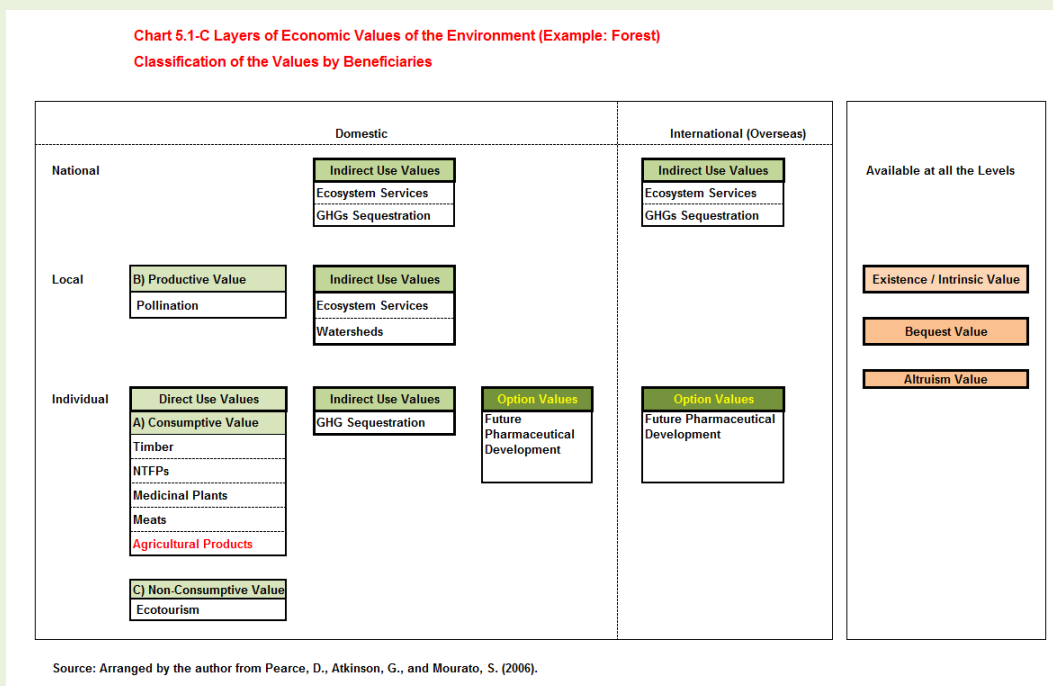 Chart 5.1-C Layers of Economic Values of the Environment (Example: Forest)
Classification of the Values by Beneficiaries
Domestic
International (Overseas)
National
Indirect Use Values
Ecosystem Services
GHGs Sequestration
Indirect Use Values
Ecosystem Services
GHGs Sequestration
Available at all the Levels
Local
B) Productive Value
Pollination
Indirect Use Values
Ecosystem Services
Watersheds
Existence / Intrinsic Value
Bequest Value
Altruism Value
Individual
Direct Use Values
A) Consumptive Value
Timber
NTFPs
Medicinal Plants
Meats
Agricultural Products
C) Non-Consumptive Value
Ecotourism
Indirect Use Values
GHG Sequestration
Option Values
Future
Pharmaceutical
Development
Option Values
Future Pharmaceutical
Development
Source: Arranged by the author from Pearce, D., Atkinson, G., and Mourato, S. (2006).